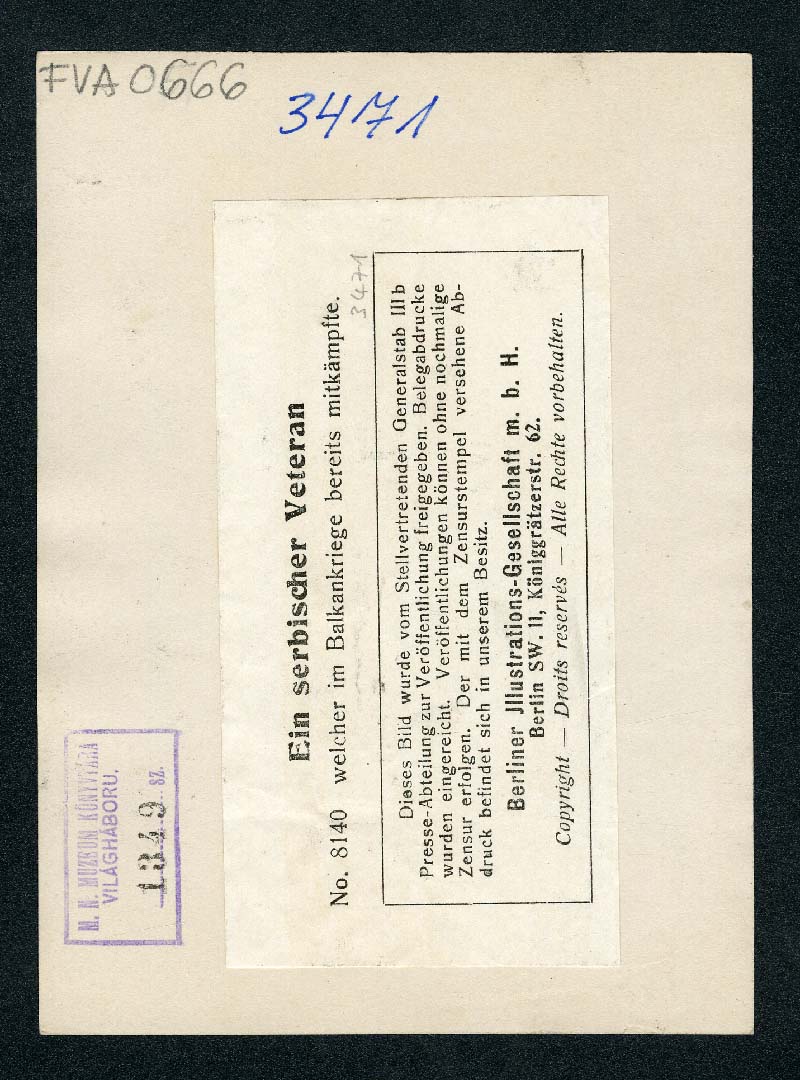 FVA 0666
3471
Ein serbischer Veteran
No. 8140 welcher im Balkankriege bereits mitkämpfte.
3471
Dieses Bild wurde vom Stellvertretenden Generalstab IIIb
Presse-Abteilung zur Veröffentlichung freigegeben. Belegabdrucke
wurden eingereicht. Veröffentlichungen können ohne nochmalige
Zensur erfolgen. Der mit dem Zensurstempel versehene Ab-
druck befindet sich in unserem Besitz.
Berliner Jllustrations-Gesellschaft m. b. H.
Berlin SW. 11, Königgrätzerstr. 62.
Copyright — Droits reservés — Alle Rechte vorbehalten.
M. N. MUZEUM KÖNYVTÁRA
VILÁGHÁBORU.
1349 SZ.